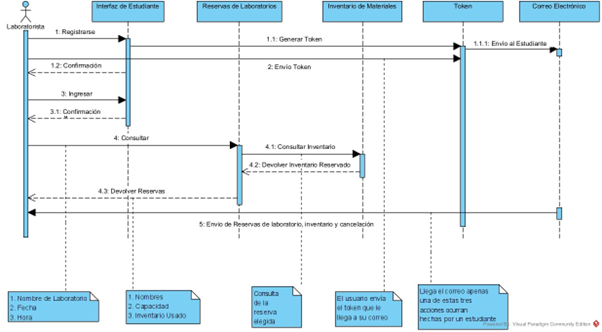 Interfaz de Estudiante
Reservas de Laboratorios
Inventario de Materiales
Token
Correo Electrónico
Laboratorista
1: Registrarse
1.1: Generar Token
1.1.1: Envío al Estudiante
1.2: Confirmación
2: Envío Token
3: Ingresar
3.1: Confirmación
4: Consultar
4.1: Consultar Inventario
4.2: Devolver Inventario Reservado
4.3: Devolver Reservas
5: Envio de Reservas de laboratorio, inventario y cancelación
1. Nombre de Laboratorio
2. Fecha
3. Hora
1. Nombres
2. Capacidad
3. Inventario Usado
Consulta
de la
reserva
elegida
El usuario envía
el token que le
llega a su correo
Llega el correo apenas
una de estas tres
acciones ocurran
hechas por un estudiante
Powered By Visual Paradigm Community Edition